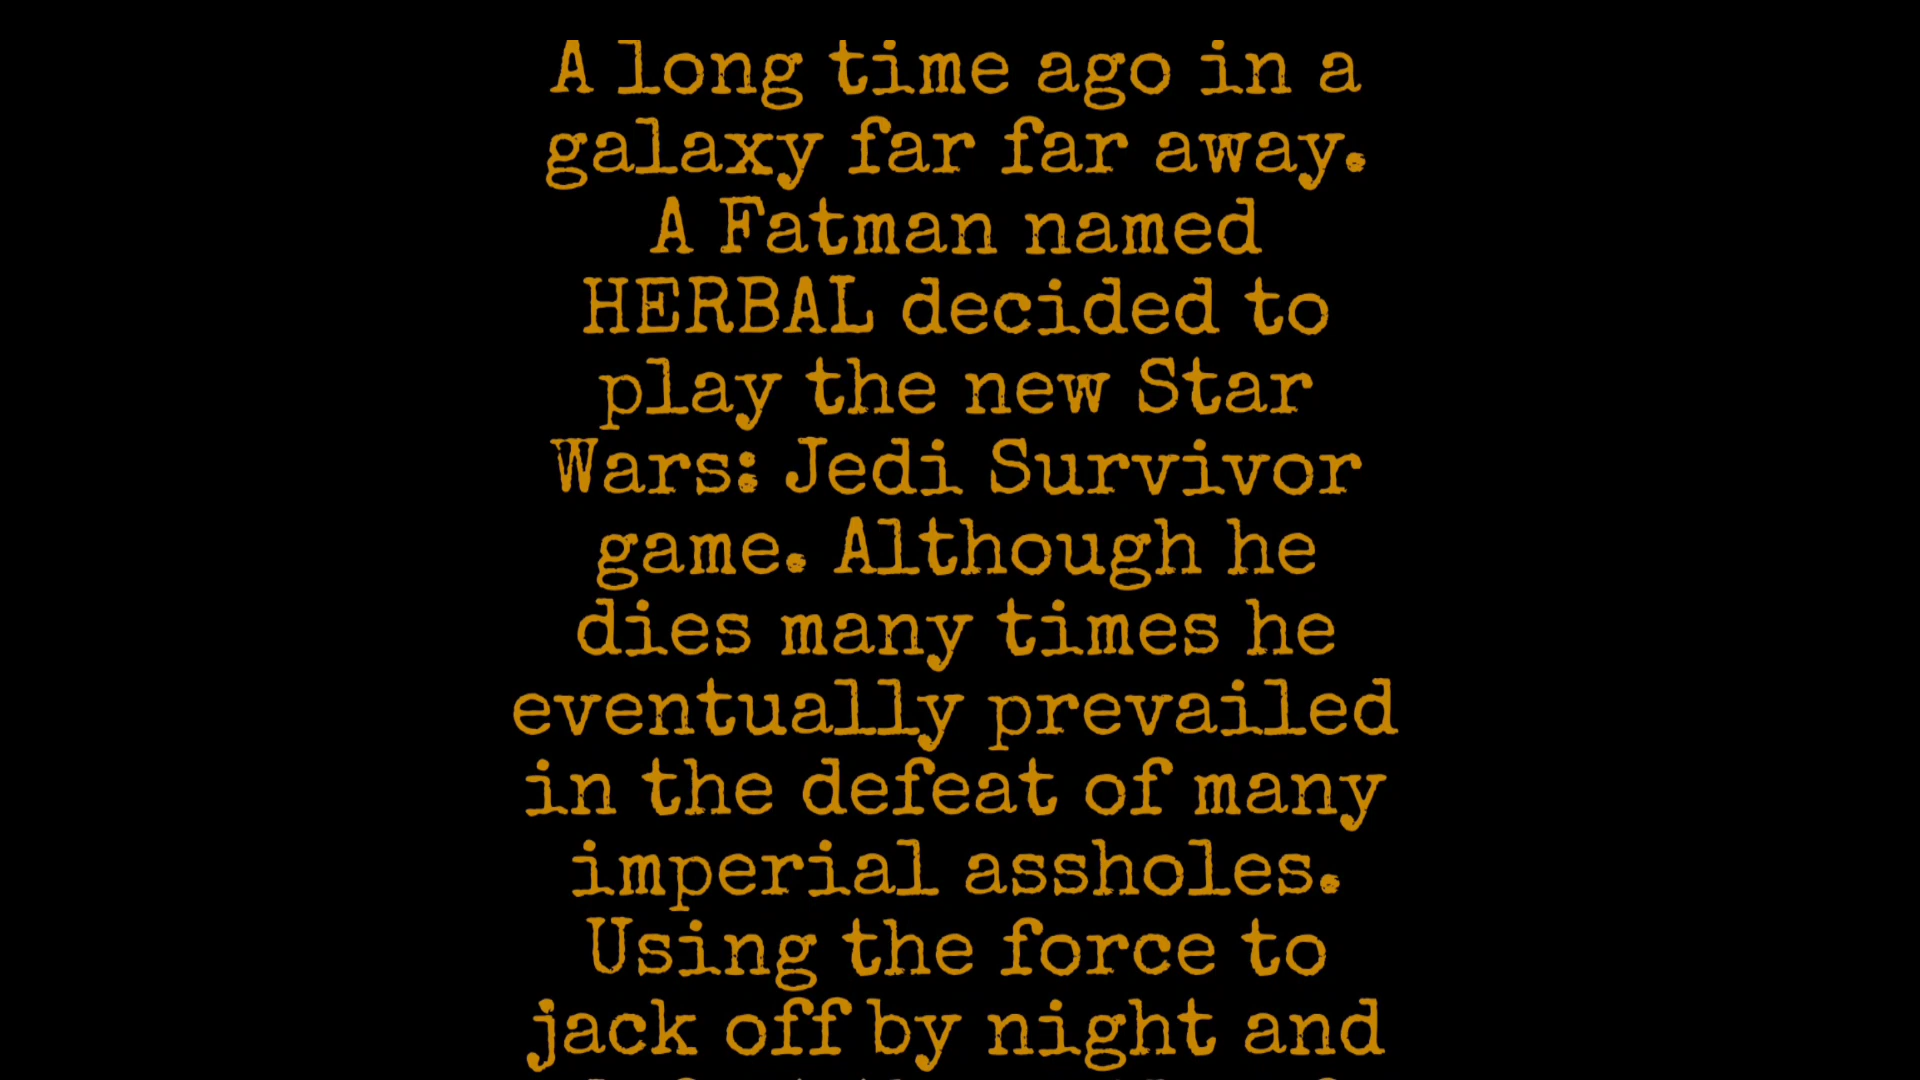 A long time ago in a
galaxy far far away.
A Fatman named
HERBAL decided to
play the new Star
Wars: Jedi Survivor
game. Although he
dies many times he
eventually prevailed
in the defeat of many
imperial assholes.
Using the force to
jack off by night and